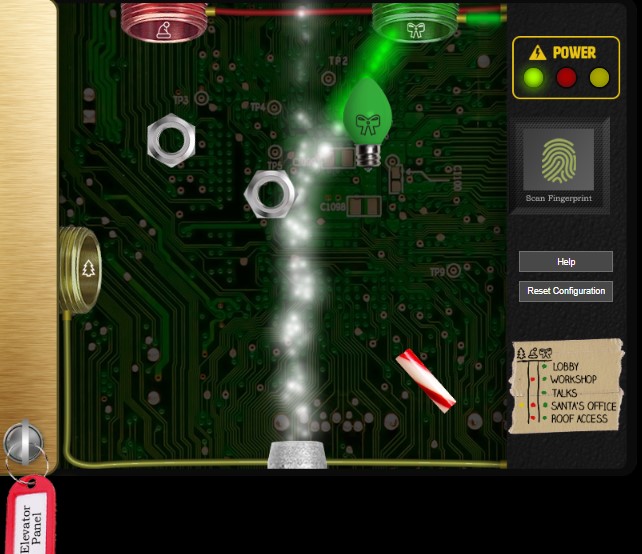 POWER
TP2
TP3
TP4
TP5
C1098
TP9
Scan Fingerprint
Help
Reset Configuration
LOBBY
WORKSHOP
TALKS
SANTA'S OFFICE
ROOF ACCESS
Elevator
Panel